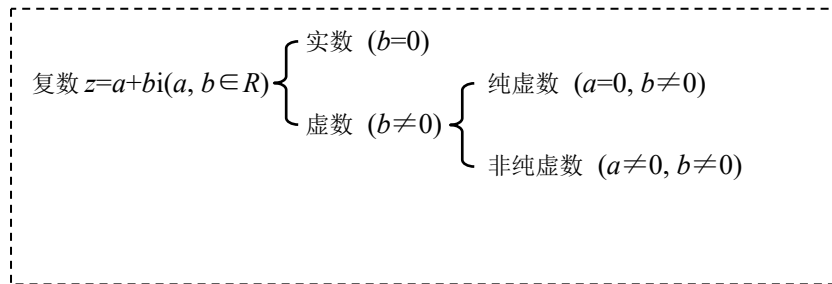 实数 (b=0)
复数 z=a+bi(a, b∈R)
纯虚数 (a=0, b≠0)
虚数 (b≠0)
非纯虚数 (a≠0, b≠0)